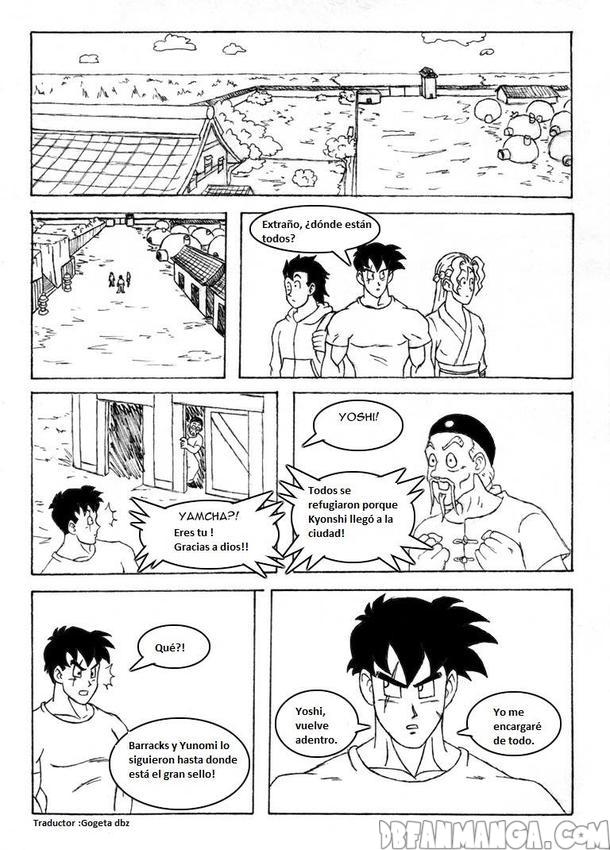 Extraño, ¿dónde están
todos?
YAMCHA?!
Eres tu !
Gracias a dios!!
YOSHI!
Todos se
refugiaron porque
Kyonshi llegó a la
ciudad!
Qué?!
Barracks y Yunomi lo
siguieron hasta donde
está el gran sello!
Yoshi,
vuelve
adentro.
Yo me
encargaré
de todo.
Traductor :Gogeta dbz
DBFANMANGA.COM